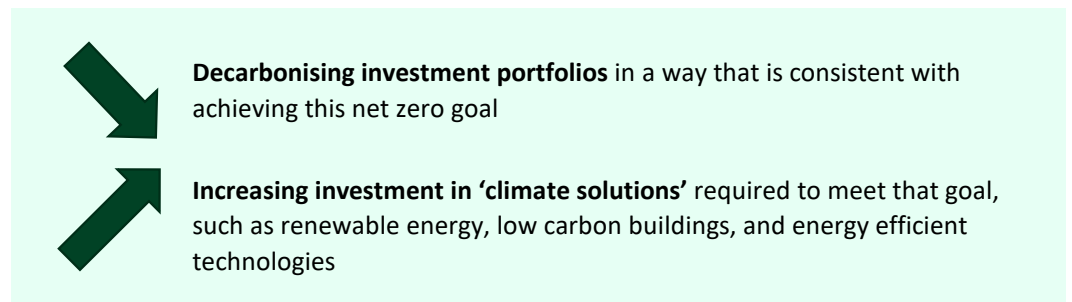 Decarbonising investment portfolios in a way that is consistent with
achieving this net zero goal
Increasing investment in ‘climate solutions’ required to meet that goal,
such as renewable energy, low carbon buildings, and energy efficient
technologies